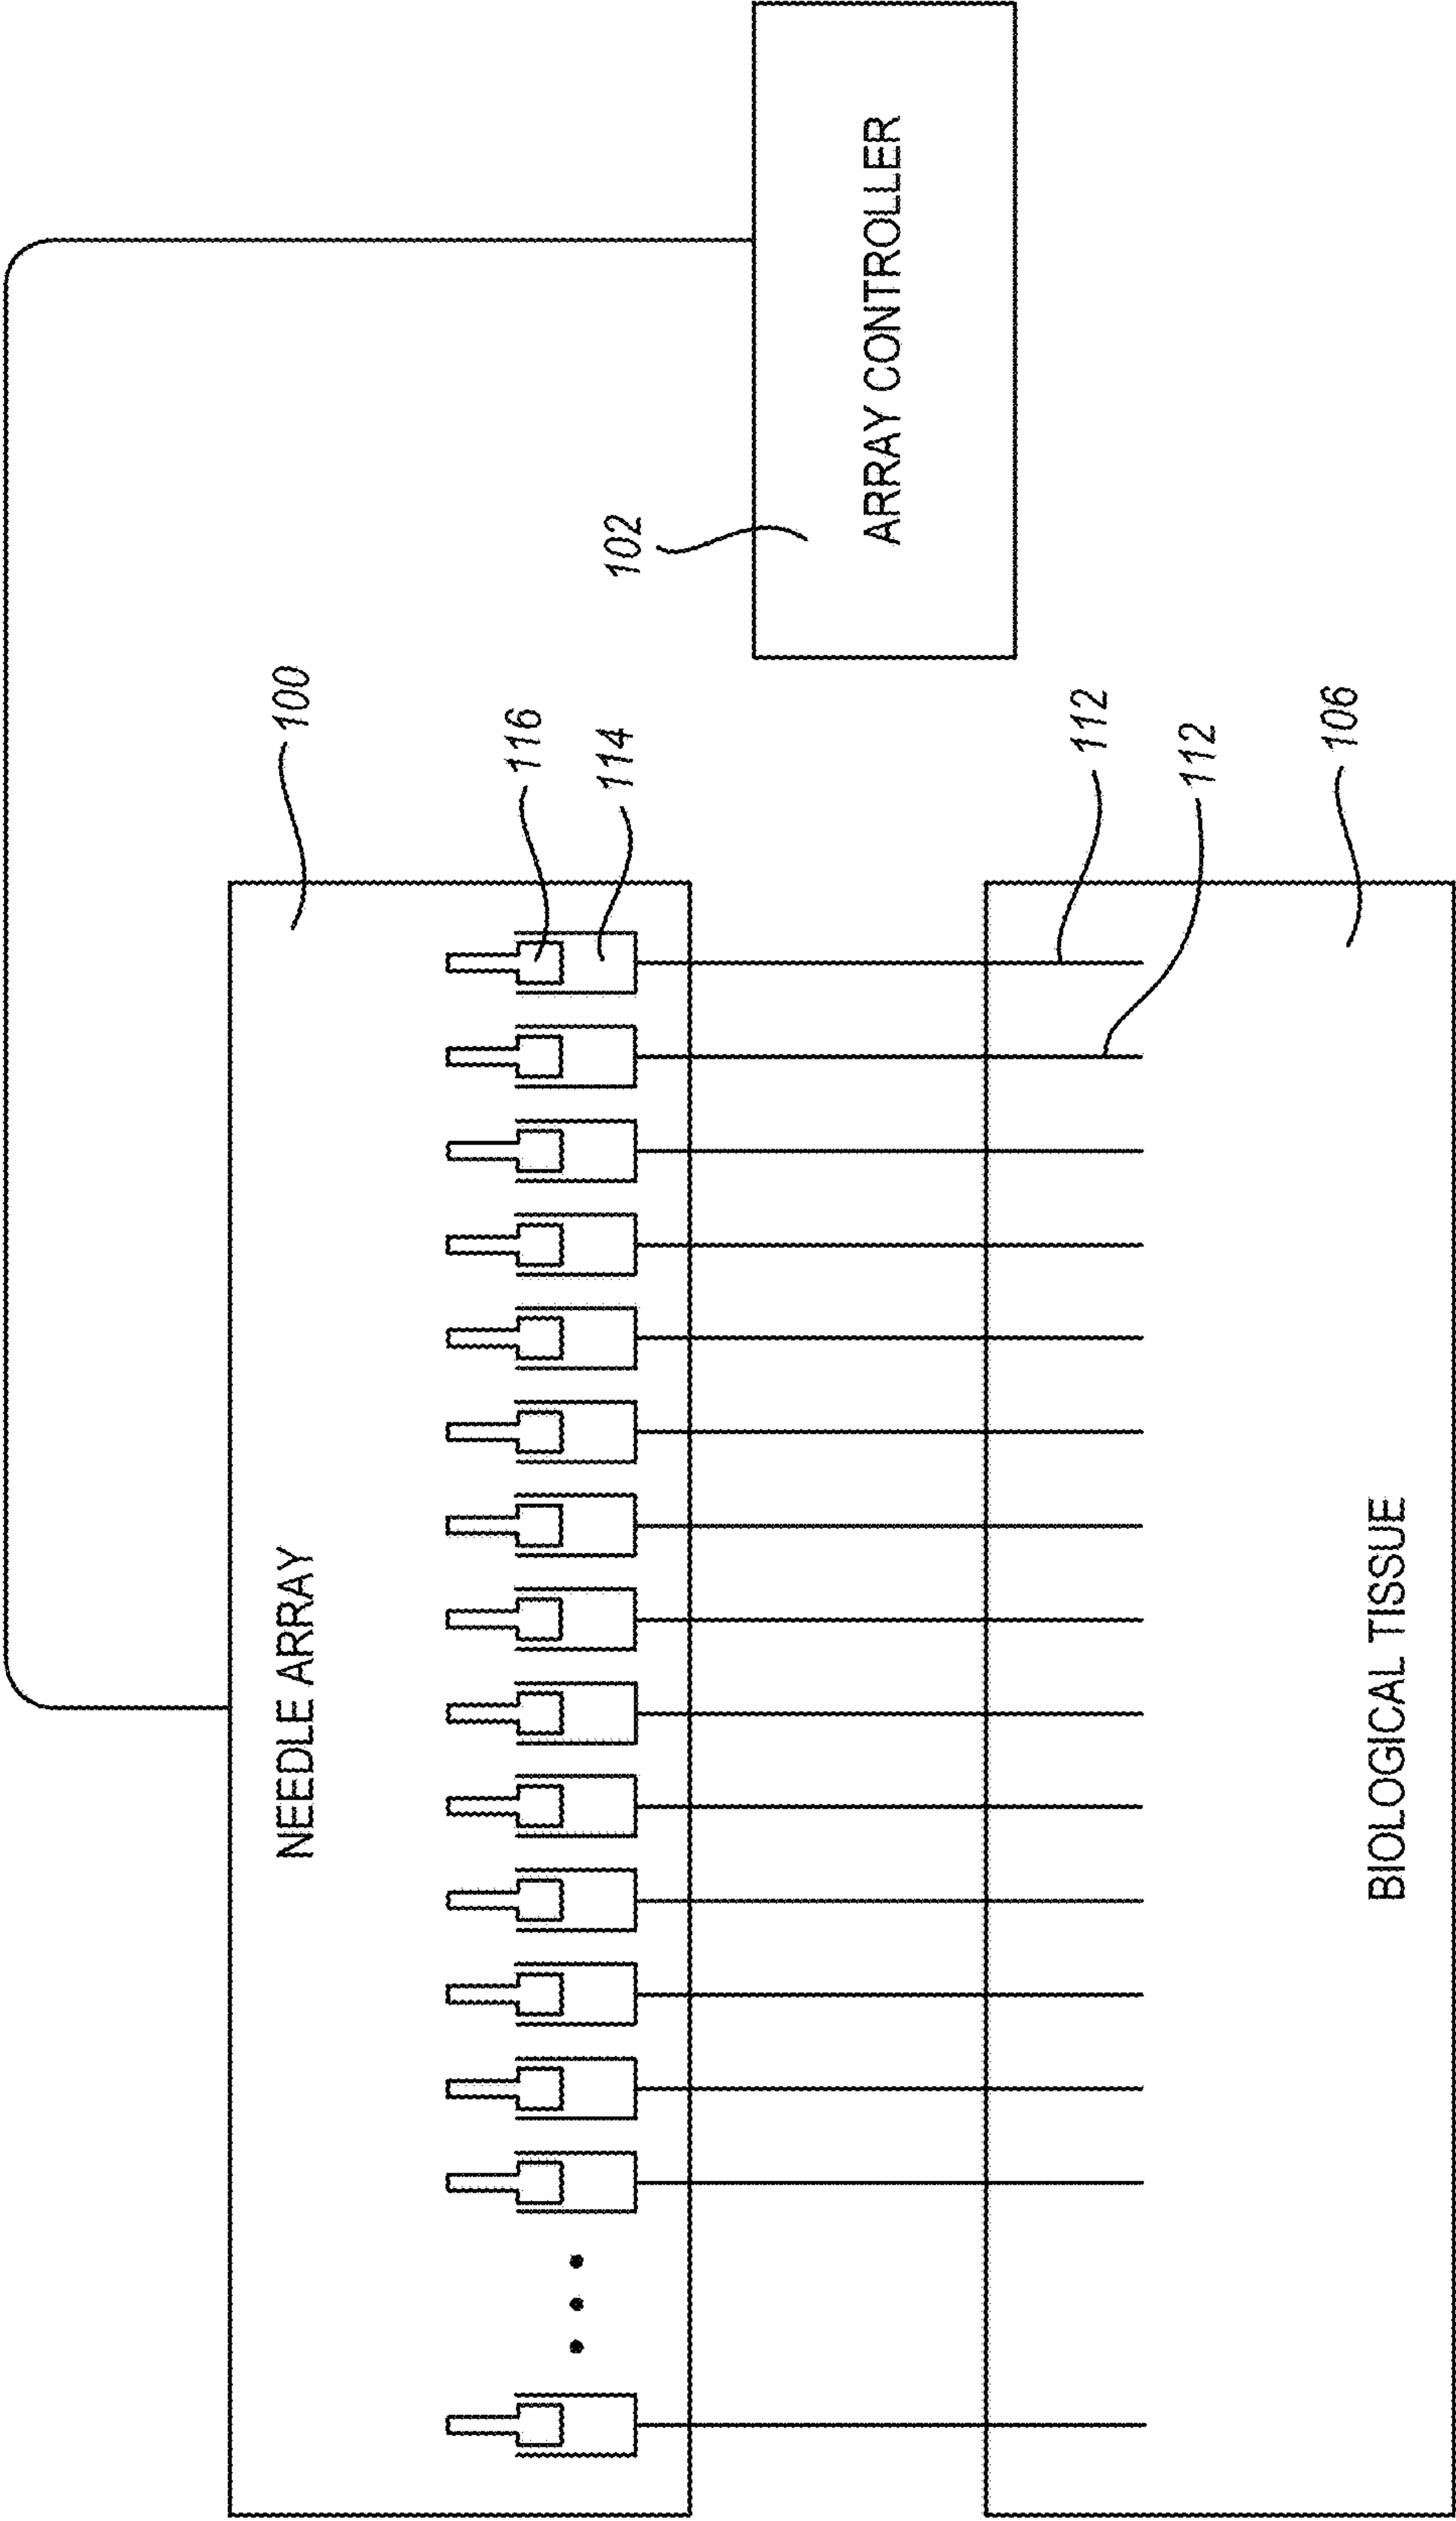 NEEDLE ARRAY
100
116
114
102
ARRAY CONTROLLER
112
112
106
BIOLOGICAL TISSUE